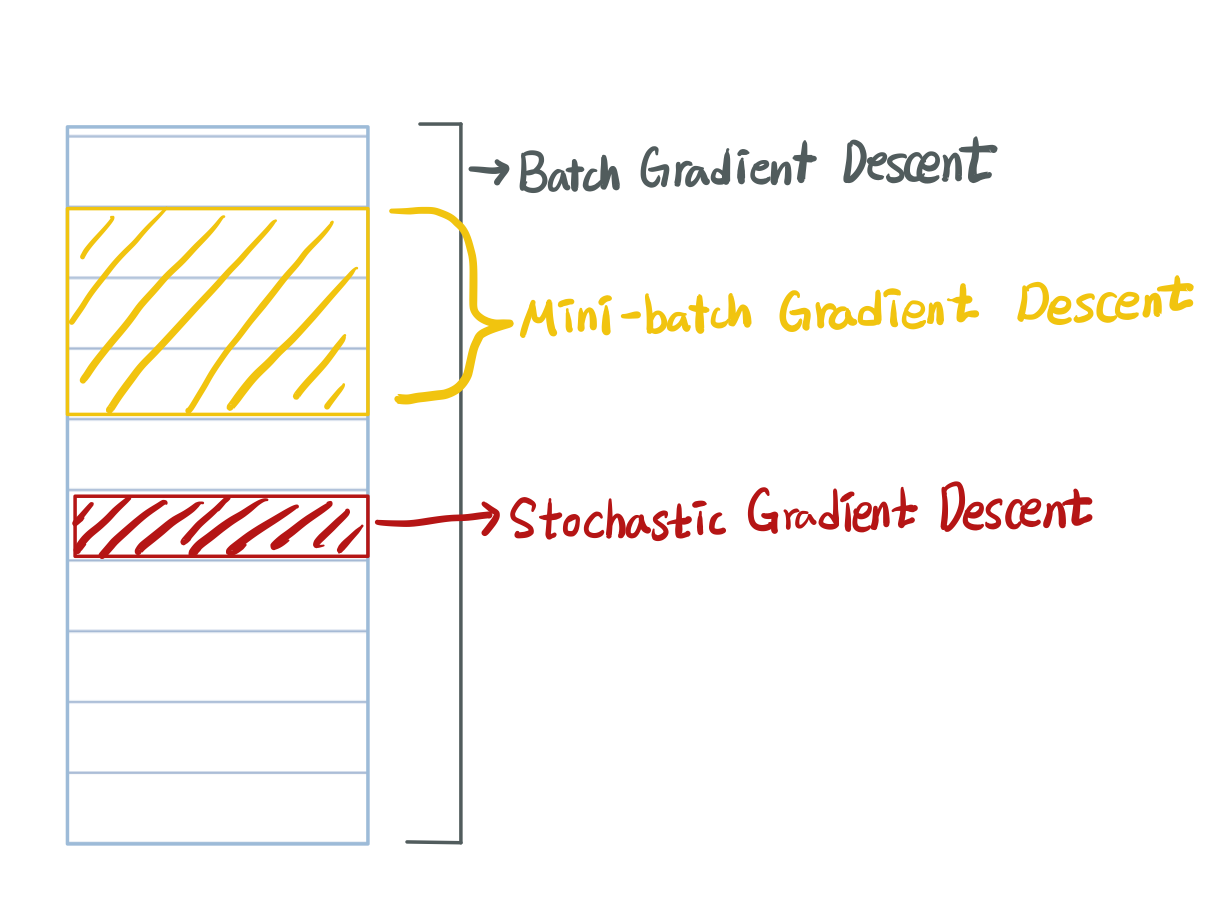 Batch Gradient Descent
Mini-batch Gradient Descent
Stochastic Gradient Descent